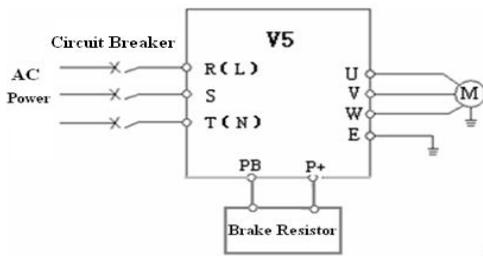 Circuit Breaker
V5
AC
Power
R(L)
S
T(N)
U
V
W
E
M
PB P+
Brake Resistor